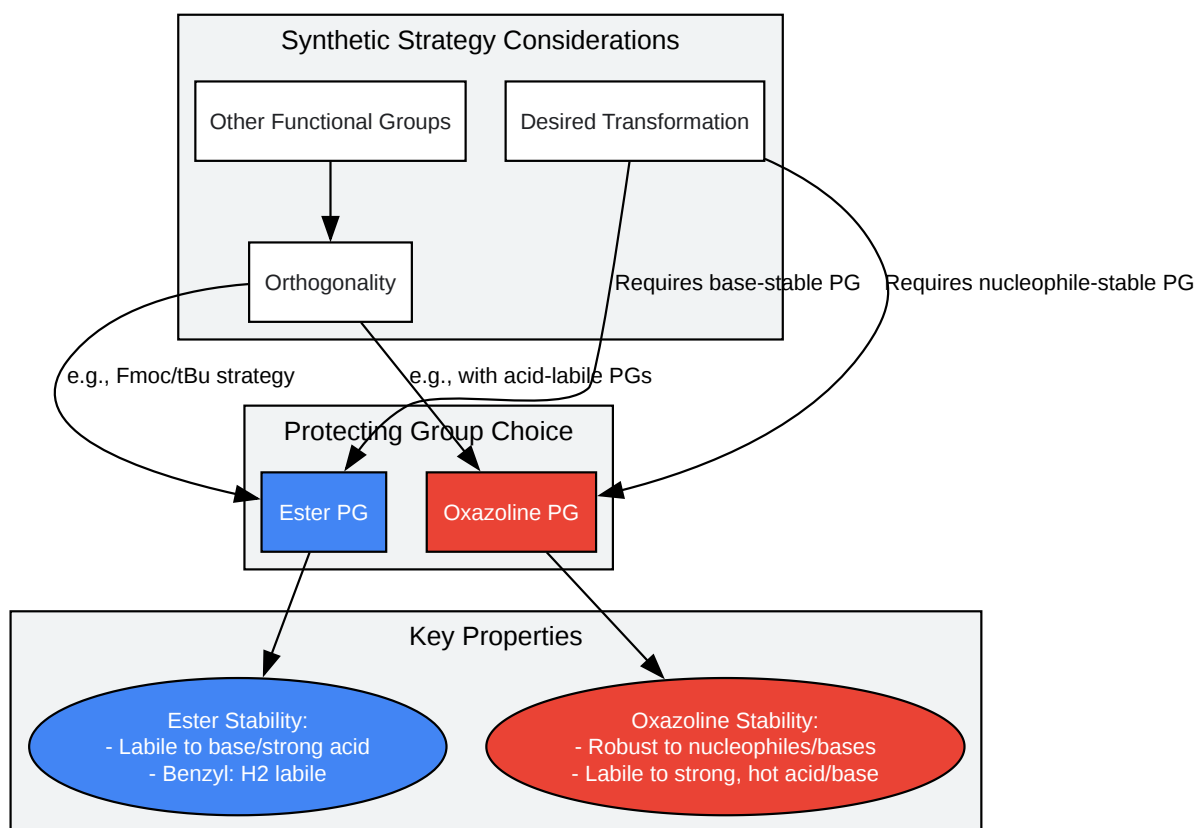 Synthetic Strategy Considerations
Other Functional Groups
Desired Transformation
Orthogonality
Requires base-stable PG
Requires nucleophile-stable PG
e.g., Fmoc/tBu strategy
e.g., with acid-labile PGs
Protecting Group Choice
Ester PG
Oxazoline PG
Key Properties
Ester Stability:
- Labile to base/strong acid
- Benzyl: H2 labile
Oxazoline Stability:
- Robust to nucleophiles/bases
- Labile to strong, hot acid/base